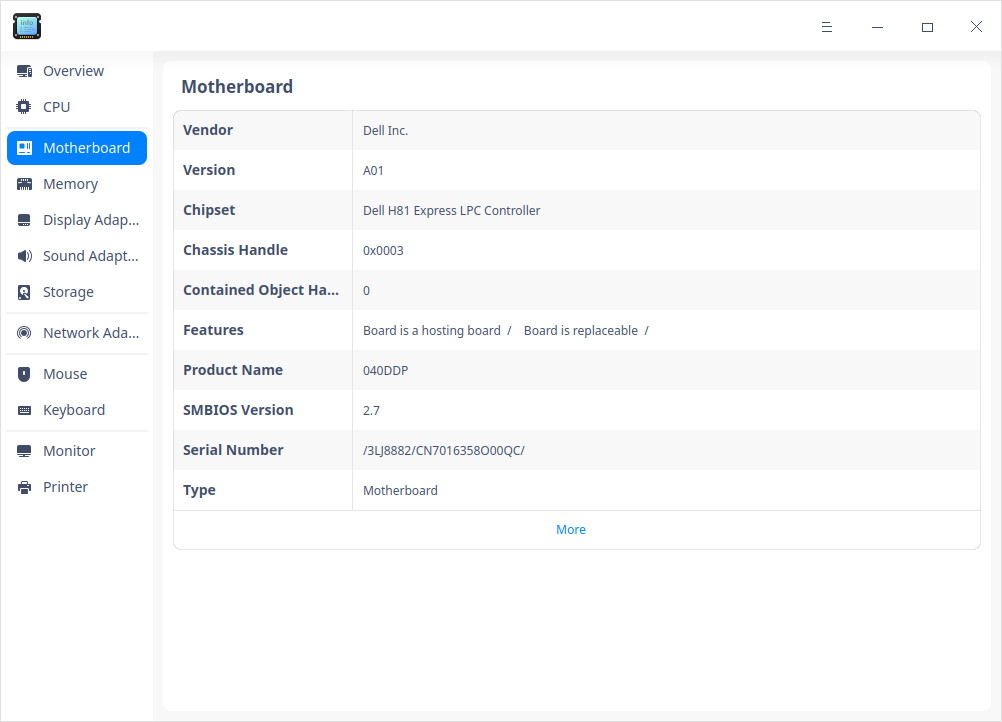 info
Overview
CPU
Motherboard
Memory
Display Adap...
Sound Adapt...
Storage
Network Ada...
Mouse
Keyboard
Monitor
Printer
Motherboard
Vendor Dell Inc.
Version A01
Chipset Dell H81 Express LPC Controller
Chassis Handle 0x0003
Contained Object Ha... 0
Features Board is a hosting board / Board is replaceable /
Product Name 040DDP
SMBIOS Version 2.7
Serial Number /3LJ8882/CN7016358O00QC/
Type Motherboard
More